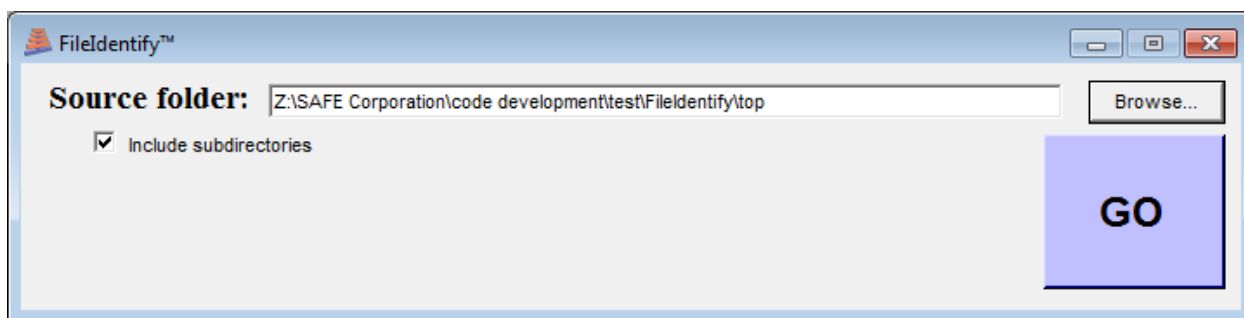 FileIdentify™
Source folder: Z:\SAFE Corporation\code development\test\FileIdentify\top Browse...
Include subdirectories
GO